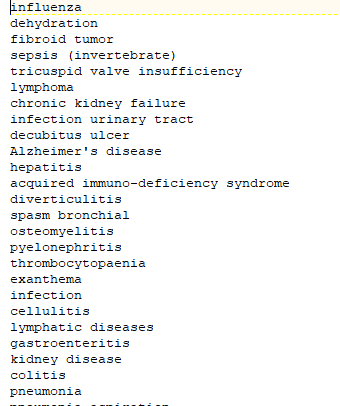 influenza
dehydration
fibroid tumor
sepsis (invertebrate)
tricuspid valve insufficiency
lymphoma
chronic kidney failure
infection urinary tract
decubitus ulcer
Alzheimer's disease
hepatitis
acquired immuno-deficiency syndrome
diverticulitis
spasm bronchial
osteomyelitis
pyelonephritis
thrombocytopaenia
exanthema
infection
cellulitis
lymphatic diseases
gastroenteritis
kidney disease
colitis
pneumonia